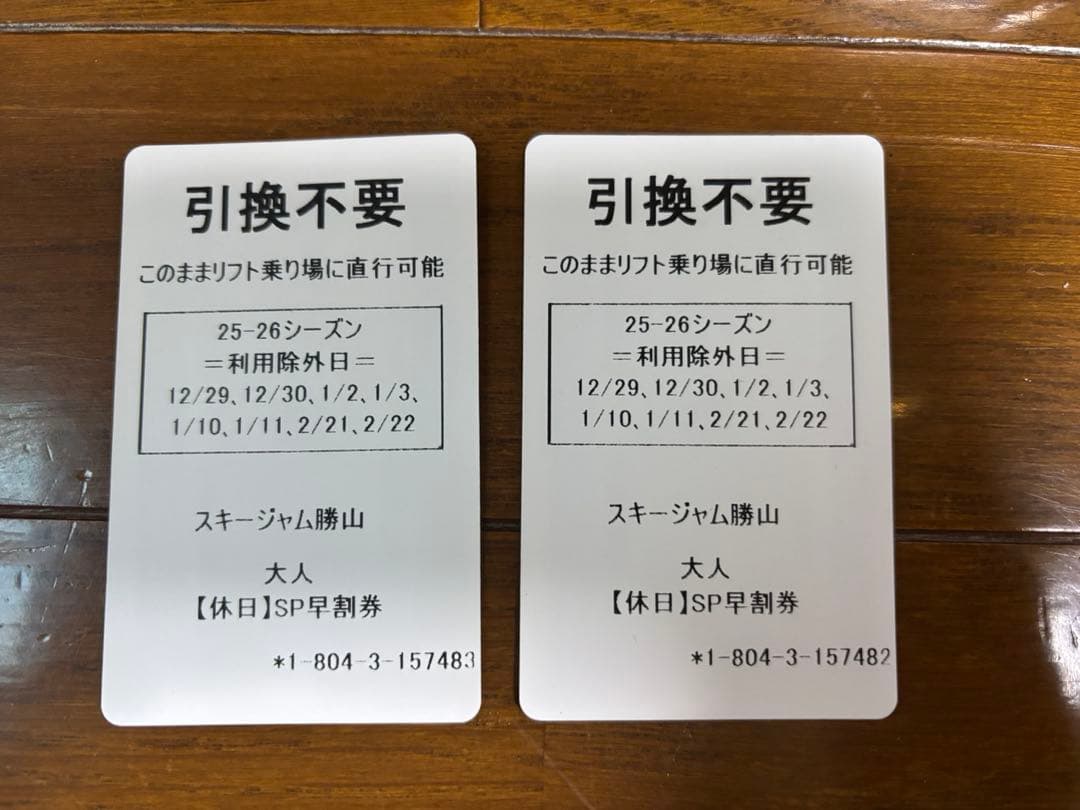 引換不要
このままリフト乗り場に直行可能
25-26シーズン
＝利用除外日＝
12/29、12/30、1/2、1/3、
1/10、1/11、2/21、2/22
スキージャム勝山
大人
【休日】SP早割券
*1-804-3-157483
引換不要
このままリフト乗り場に直行可能
25-26シーズン
＝利用除外日＝
12/29、12/30、1/2、1/3、
1/10、1/11、2/21、2/22
スキージャム勝山
大人
【休日】SP早割券
*1-804-3-157482